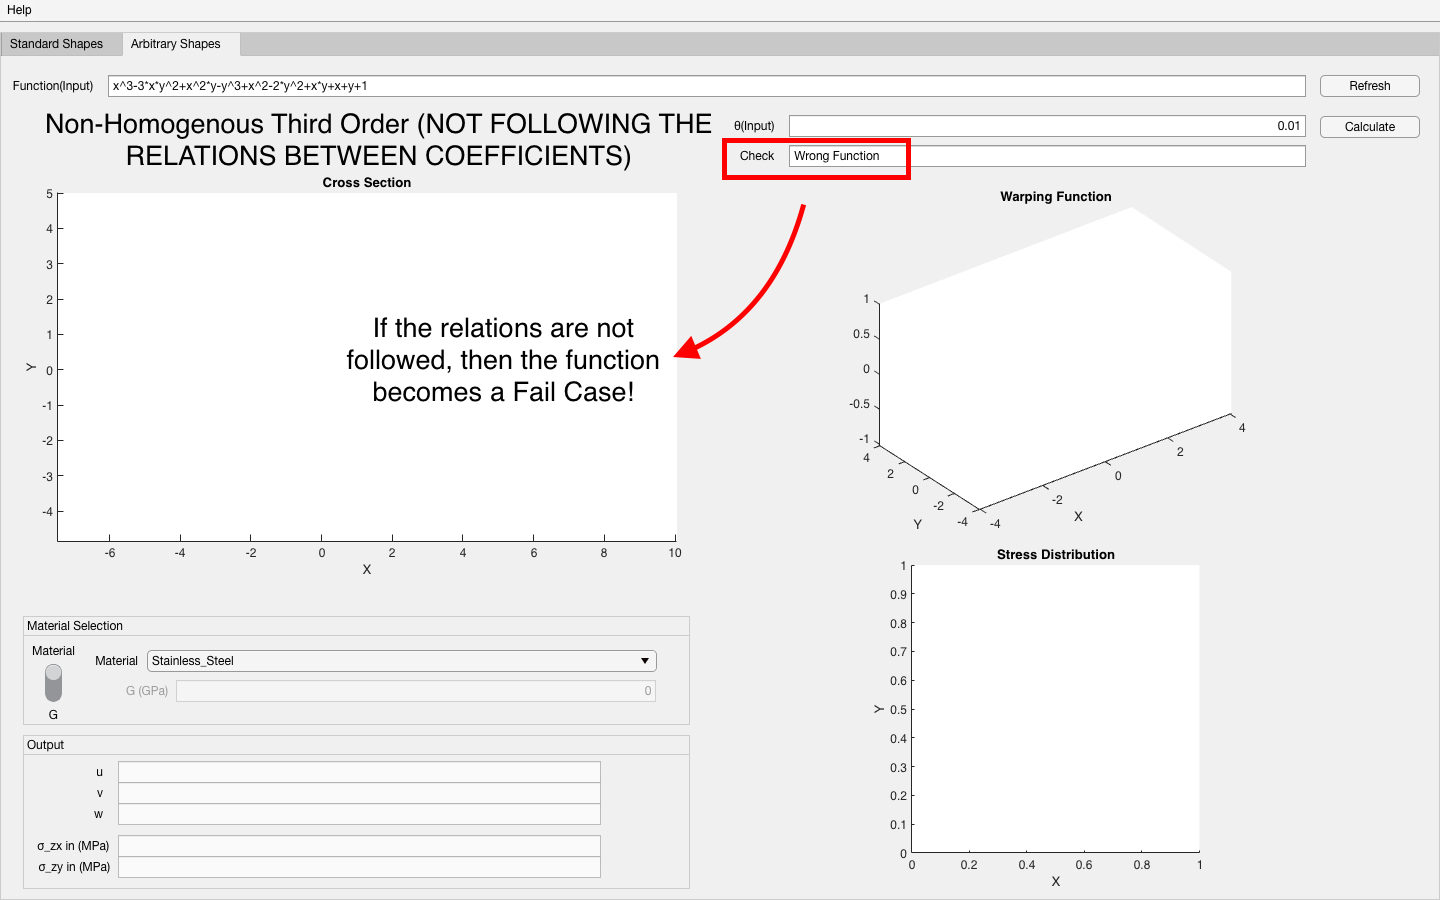 Help
Standard Shapes
Arbitrary Shapes
Function(Input)
x^3-3*x*y^2+x^2*y-y^3+x^2-2*y^2+x*y+x+y+1
Refresh
Non-Homogenous Third Order (NOT FOLLOWING THE
RELATIONS BETWEEN COEFFICIENTS)
θ(Input)
0.01
Calculate
Check
Wrong Function
Cross Section
5
4
3
2
1
0
-1
-2
-3
-4
Y
-6
-4
-2
0
2
4
6
8
10
X
If the relations are not
followed, then the function
becomes a Fail Case!
Warping Function
1
0.5
0
-0.5
-1
4
2
0
-2
-4
Y
-4
-2
0
2
4
X
Stress Distribution
1
0.9
0.8
0.7
0.6
0.5
0.4
0.3
0.2
0.1
0
Y
0
0.2
0.4
0.6
0.8
1
X
Material Selection
Material
G
Material
Stainless_Steel
G (GPa)
0
Output
u
v
w
σ_zx in (MPa)
σ_zy in (MPa)